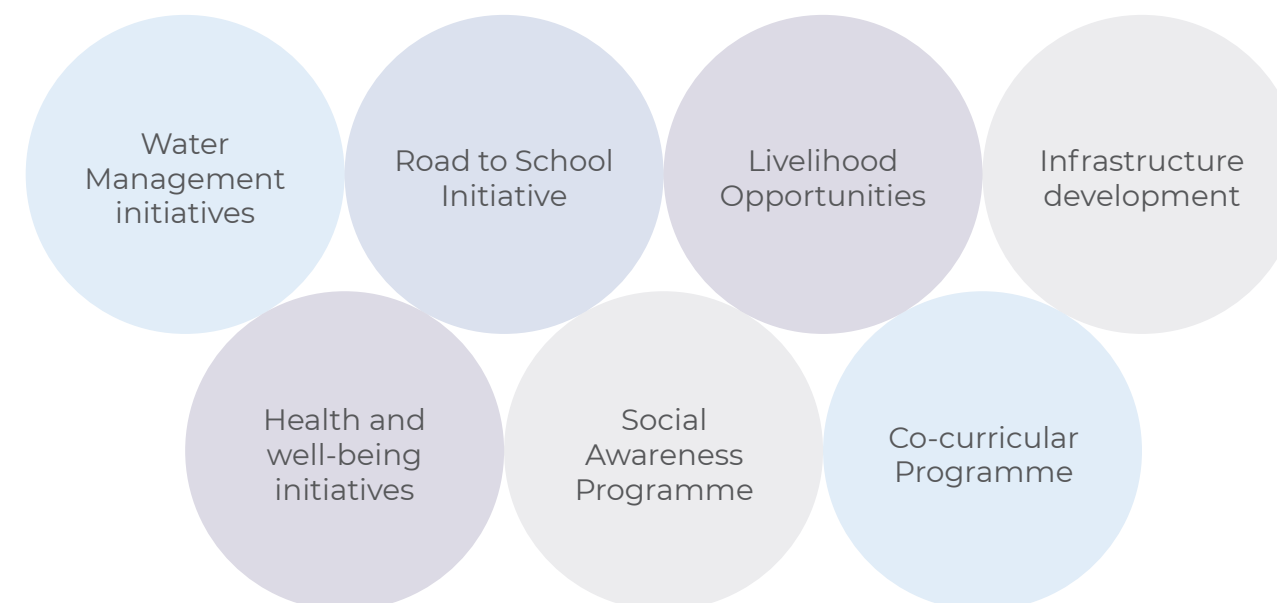 Water
Management
initiatives
Road to School
Initiative
Livelihood
Opportunities
Infrastructure
development
Health and
well-being
initiatives
Social
Awareness
Programme
Co-curricular
Programme